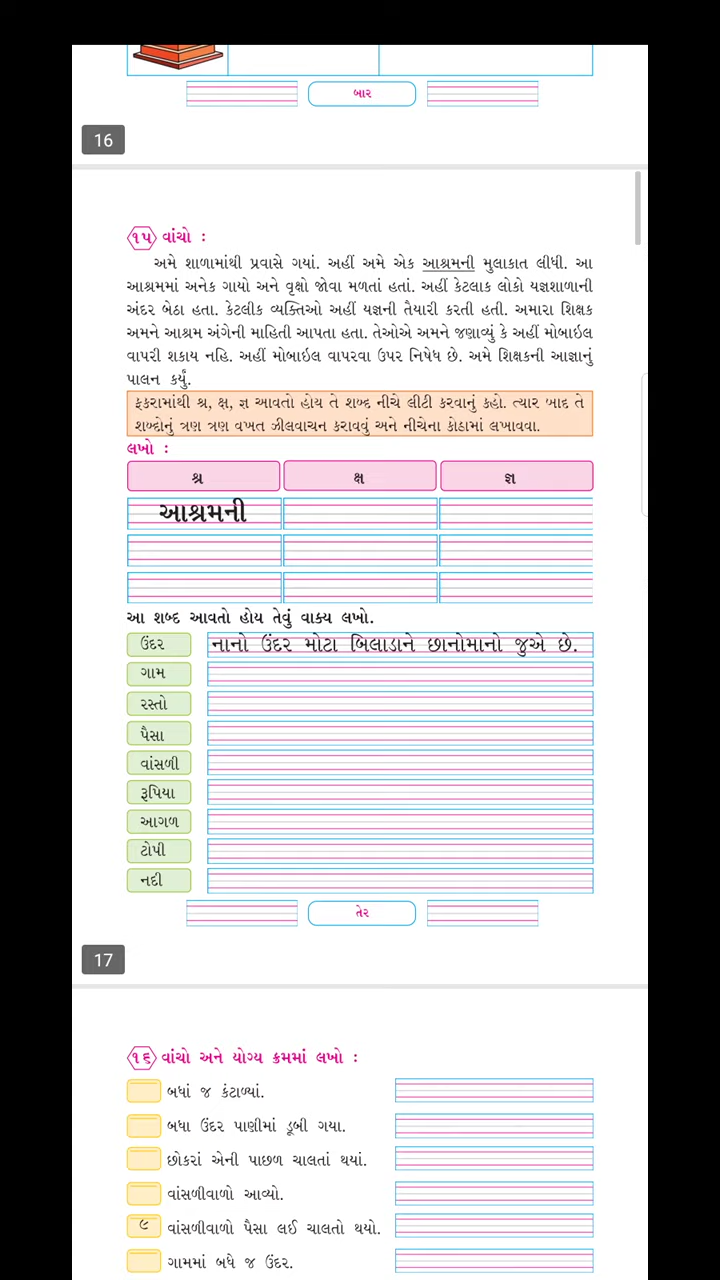 બાર
16
૧૫ વાંચો :
અમે શાળામાંથી પ્રવાસે ગયાં. અહીં અમે એક આશ્રમની મુલાકાત લીધી. આ
આશ્રમમાં અનેક ગાયો અને વૃક્ષો જોવા મળતાં હતાં. અહીં કેટલાક લોકો યજ્ઞશાળાની
અંદર બેઠા હતા. કેટલીક વ્યક્તિઓ અહીં યજ્ઞની તૈયારી કરતી હતી. અમારા શિક્ષક
અમને આશ્રમ અંગેની માહિતી આપતા હતા. તેઓએ અમને જણાવ્યું કે અહીં મોબાઇલ
વાપરી શકાય નહિ. અહીં મોબાઇલ વાપરવા ઉપર નિષેધ છે. અમે શિક્ષકની આજ્ઞાનું
પાલન કર્યું.
ફકરામાંથી શ્ર, ક્ષ, જ્ઞ આવતો હોય તે શબ્દ નીચે લીટી કરવાનું કહો. ત્યાર બાદ તે
શબ્દોનું ત્રણ ત્રણ વખત ઝીલવાચન કરાવવું અને નીચેના કોઠામાં લખાવવા.
લખો :
શ્ર ક્ષ જ્ઞ
આશ્રમની
આ શબ્દ આવતો હોય તેવું વાક્ય લખો.
ઉંદર નાનો ઉંદર મોટા બિલાડાને છાનોમાનો જુએ છે.
ગામ
રસ્તો
પૈસા
વાંસળી
રૂપિયા
આગળ
ટોપી
નદી
તેર
17
૧૬ વાંચો અને યોગ્ય ક્રમમાં લખો :
બધાં જ કંટાળ્યાં.
બધા ઉંદર પાણીમાં ડૂબી ગયા.
છોકરાં એની પાછળ ચાલતાં થયાં.
વાંસળીવાળો આવ્યો.
૯ વાંસળીવાળો પૈસા લઈ ચાલતો થયો.
ગામમાં બધે જ ઉંદર.